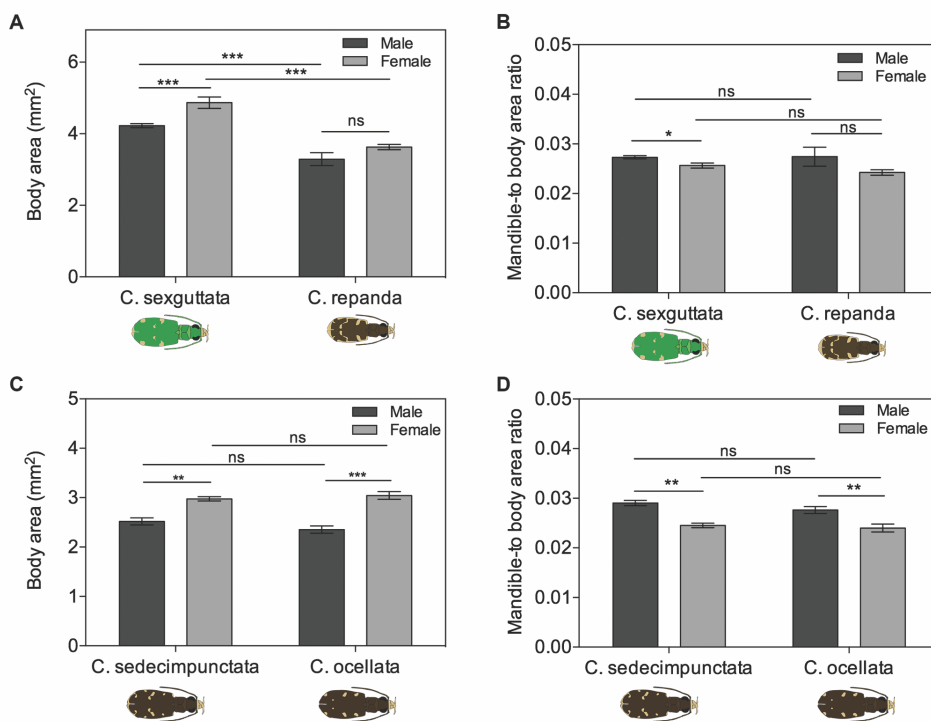 A
Body area (mm²)
6
4
2
0
Male
Female
***
***
***
ns
C. sexguttata
C. repanda
B
Mandible-to body area ratio
0.05
0.04
0.03
0.02
0.01
0.00
Male
Female
ns
ns
*
ns
C. sexguttata
C. repanda
C
Body area (mm²)
5
4
3
2
1
0
Male
Female
ns
ns
**
***
C. sedecimpunctata
C. ocellata
D
Mandible-to body area ratio
0.05
0.04
0.03
0.02
0.01
0.00
Male
Female
ns
ns
**
**
C. sedecimpunctata
C. ocellata